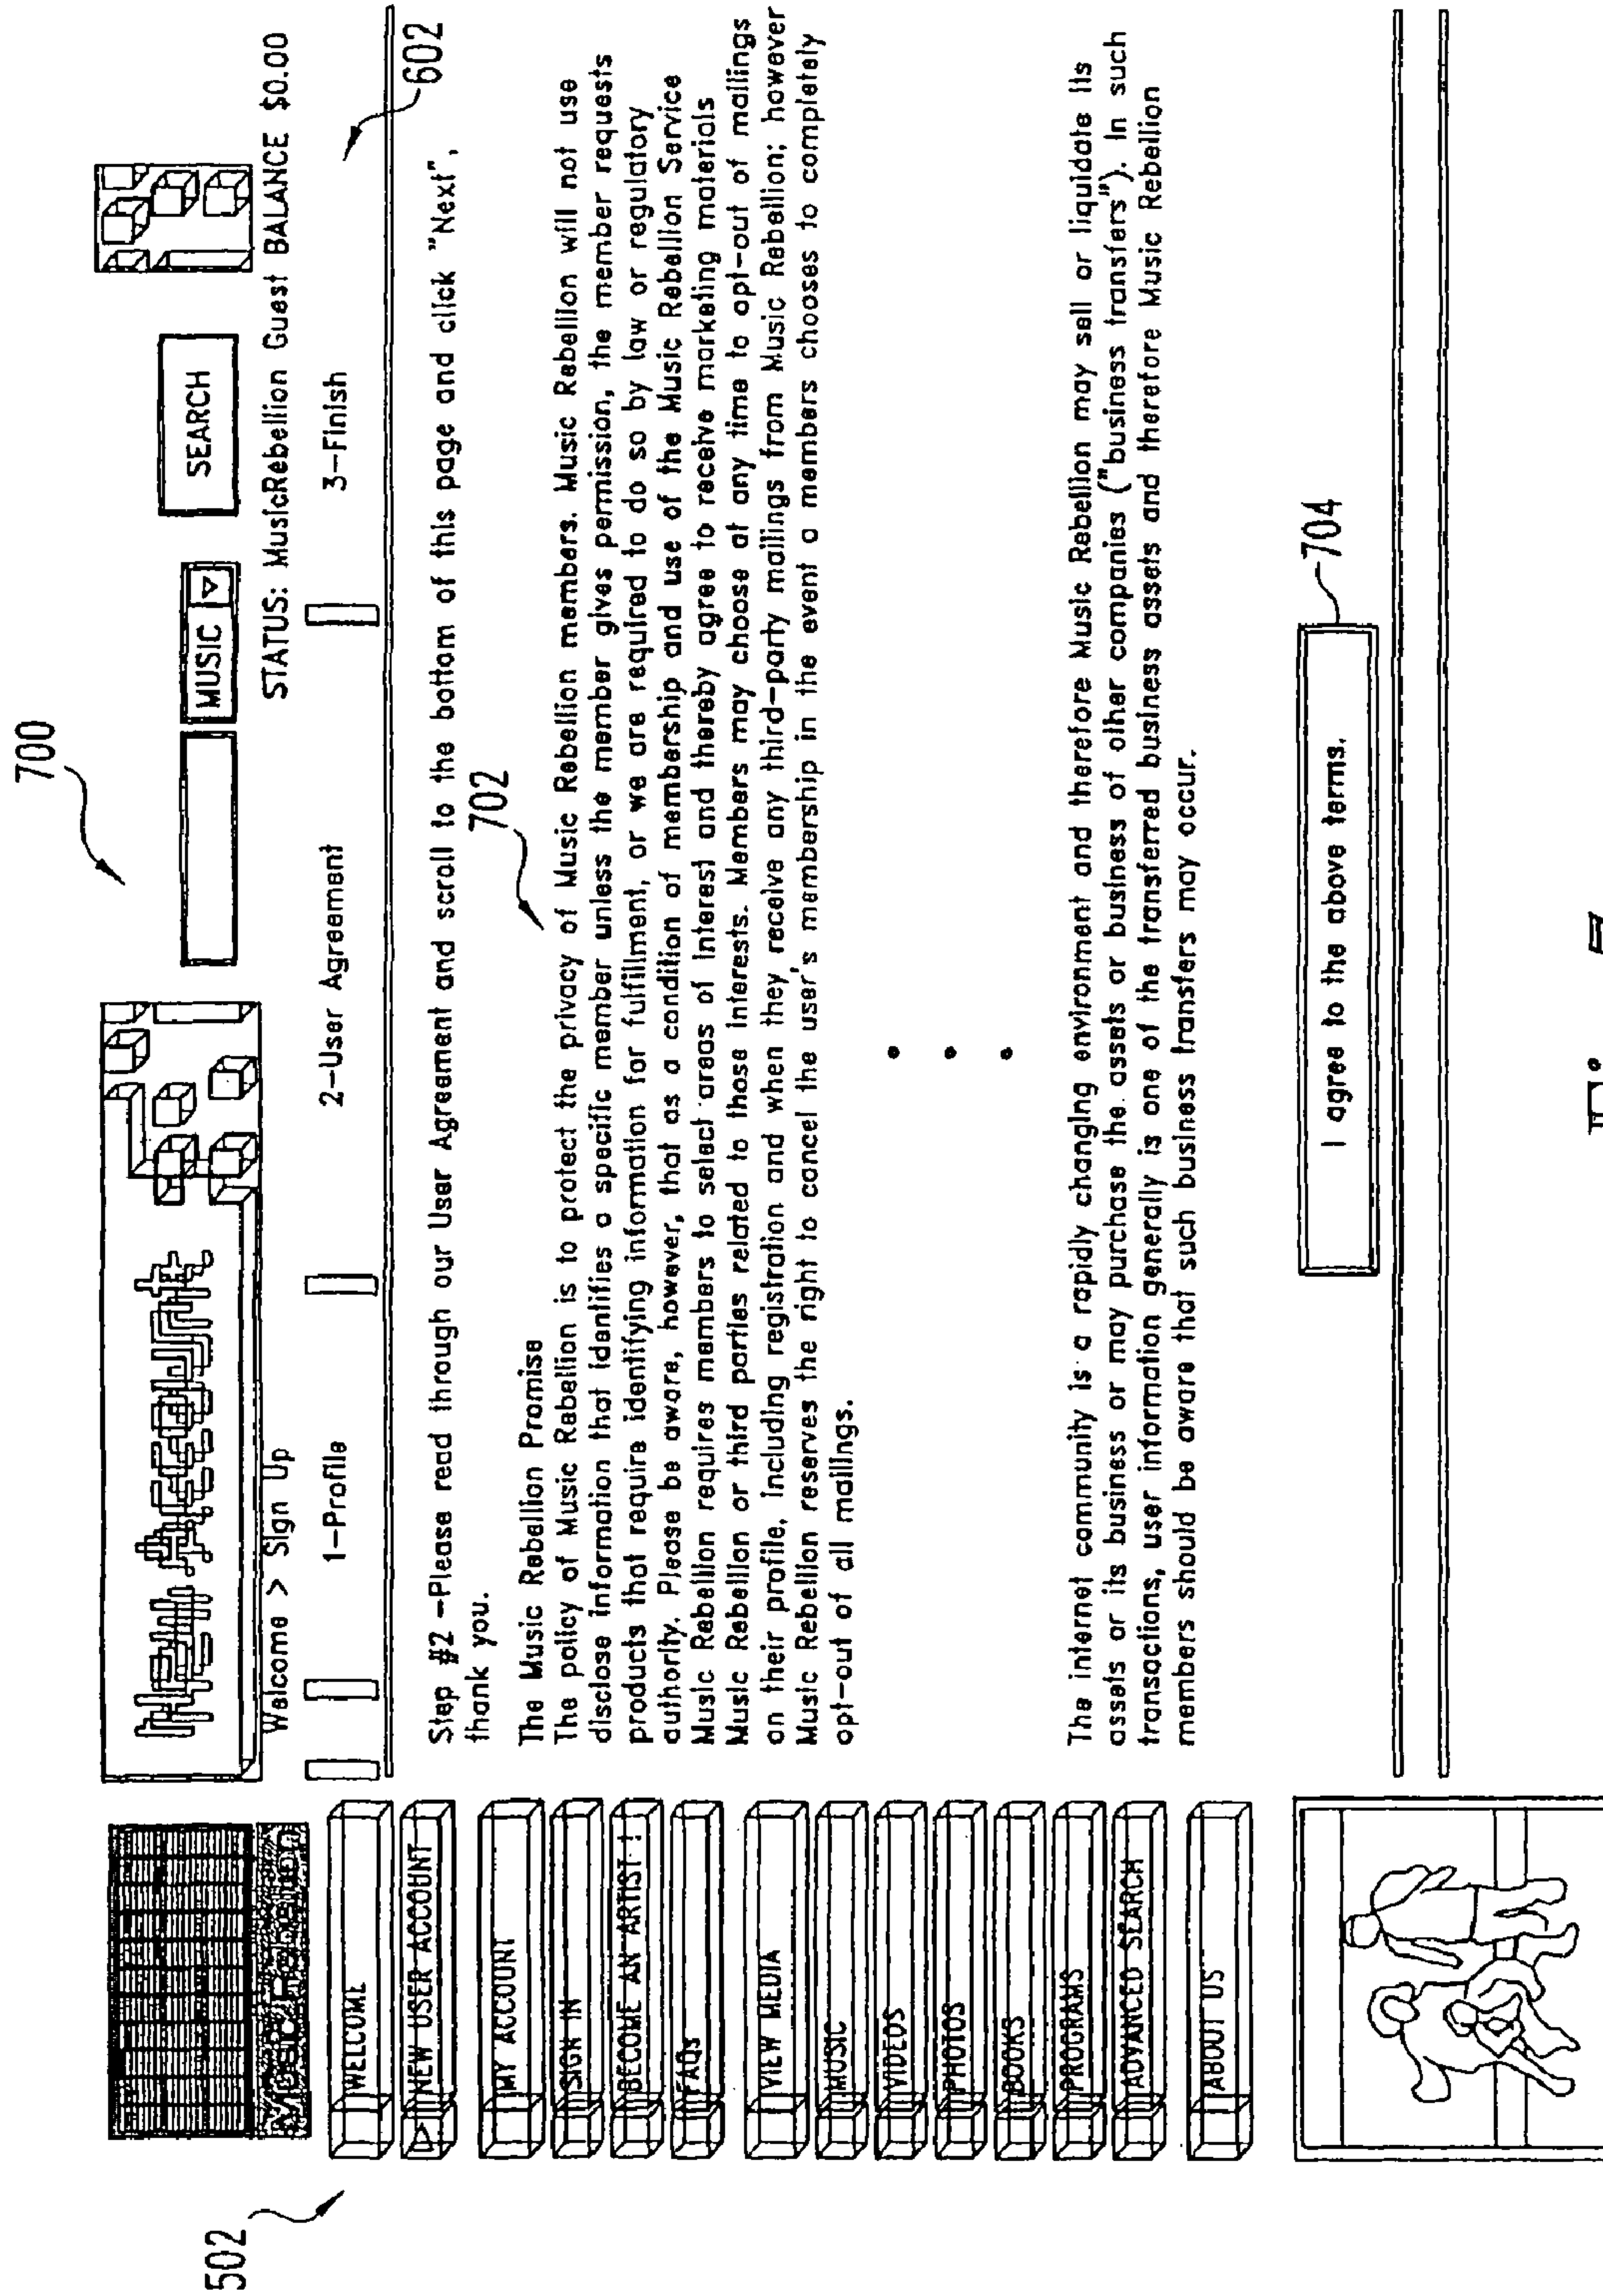 700
502
MusicRebellion
New Account
SEARCH
MUSIC
STATUS: MusicRebellion Guest BALANCE $0.00
Welcome > Sign Up
1-Profile
2-User Agreement
3-Finish
602
WELCOME
NEW USER ACCOUNT
MY ACCOUNT
SIGN IN
BECOME AN ARTIST !
FAQs
VIEW MEDIA
MUSIC
VIDEOS
PHOTOS
BOOKS
PROGRAMS
ADVANCED SEARCH
ABOUT US
Step #2 -Please read through our User Agreement and scroll to the bottom of this page and click "Next",
thank you.
702
The Music Rebellion Promise
The policy of Music Rebellion is to protect the privacy of Music Rebellion members. Music Rebellion will not use
disclose information that identifies a specific member unless the member gives permission, the member requests
products that require identifying information for fulfillment, or we are required to do so by law or regulatory
authority. Please be aware, however, that as a condition of membership and use of the Music Rebellion Service
Music Rebellion requires members to select areas of interest and thereby agree to receive marketing materials
Music Rebellion or third parties related to those interests. Members may choose at any time to opt-out of mailings
on their profile, including registration and when they receive any third-party mailings from Music Rebellion; however
Music Rebellion reserves the right to cancel the user's membership in the event a members chooses to completely
opt-out of all mailings.
The internet community is a rapidly changing environment and therefore Music Rebellion may sell or liquidate its
assets or its business or may purchase the assets or business of other companies ("business transfers"). In such
transactions, user information generally is one of the transferred business assets and therefore Music Rebellion
members should be aware that such business transfers may occur.
I agree to the above terms.
704